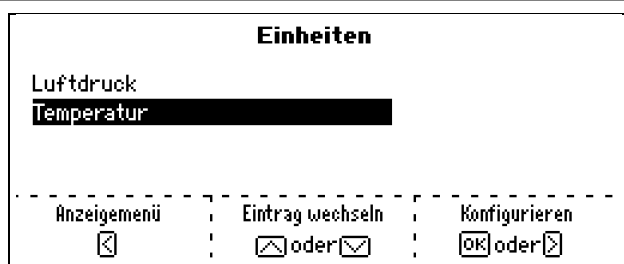 Einheiten
Luftdruck
Temperatur
Anzeigemenü
Eintrag wechseln
Konfigurieren
<
oder
OK oder >